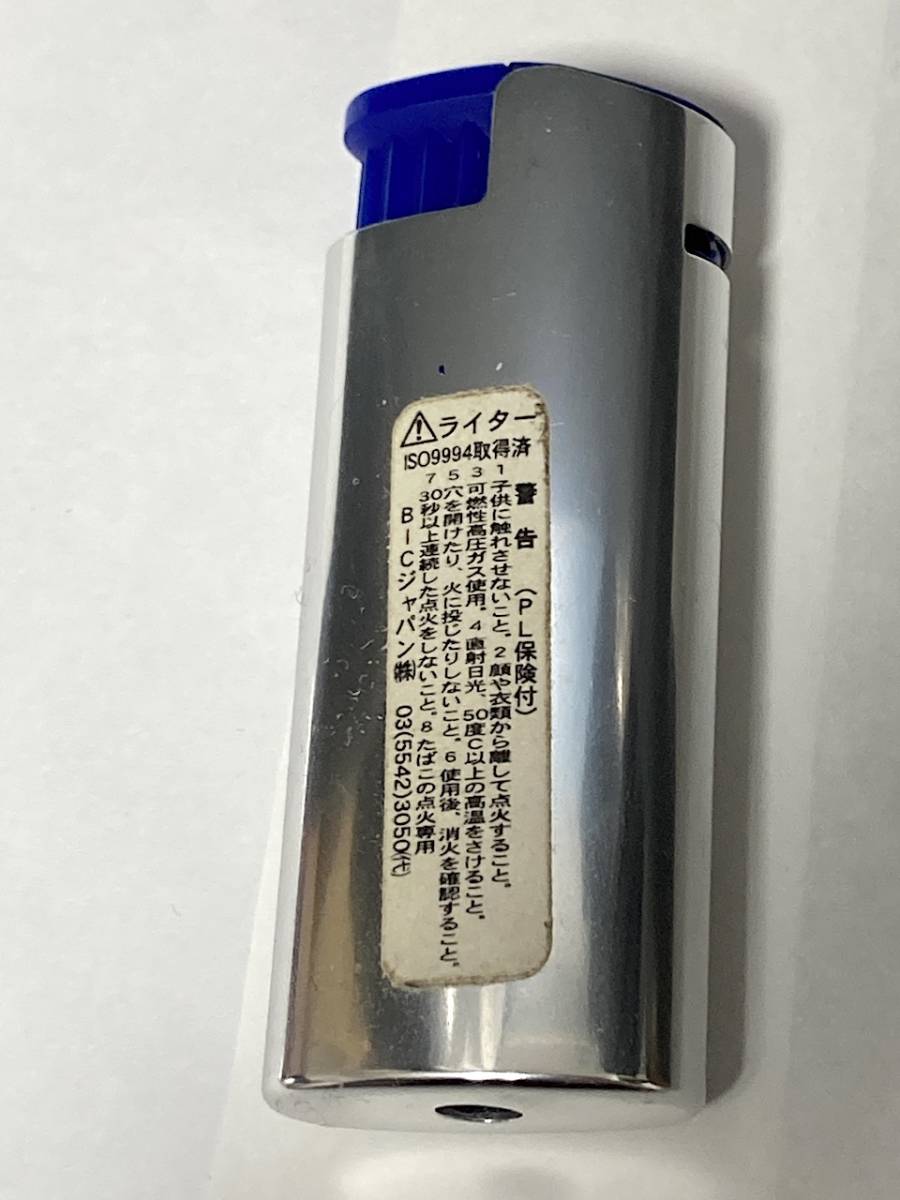 ⚠ライター
ISO9994取得済
警告(PL保険付)
1子供に触れさせないこと。2顔や衣類から離して点火すること。
3可燃性高圧ガス使用。4直射日光、50度C以上の高温をさけること。
5穴を開けたり、火に投じたりしないこと。6使用後、消火を確認すること。
730秒以上連続した点火をしないこと。8たばこの点火専用
BICジャパン㈱ 03(5542)3050㈹